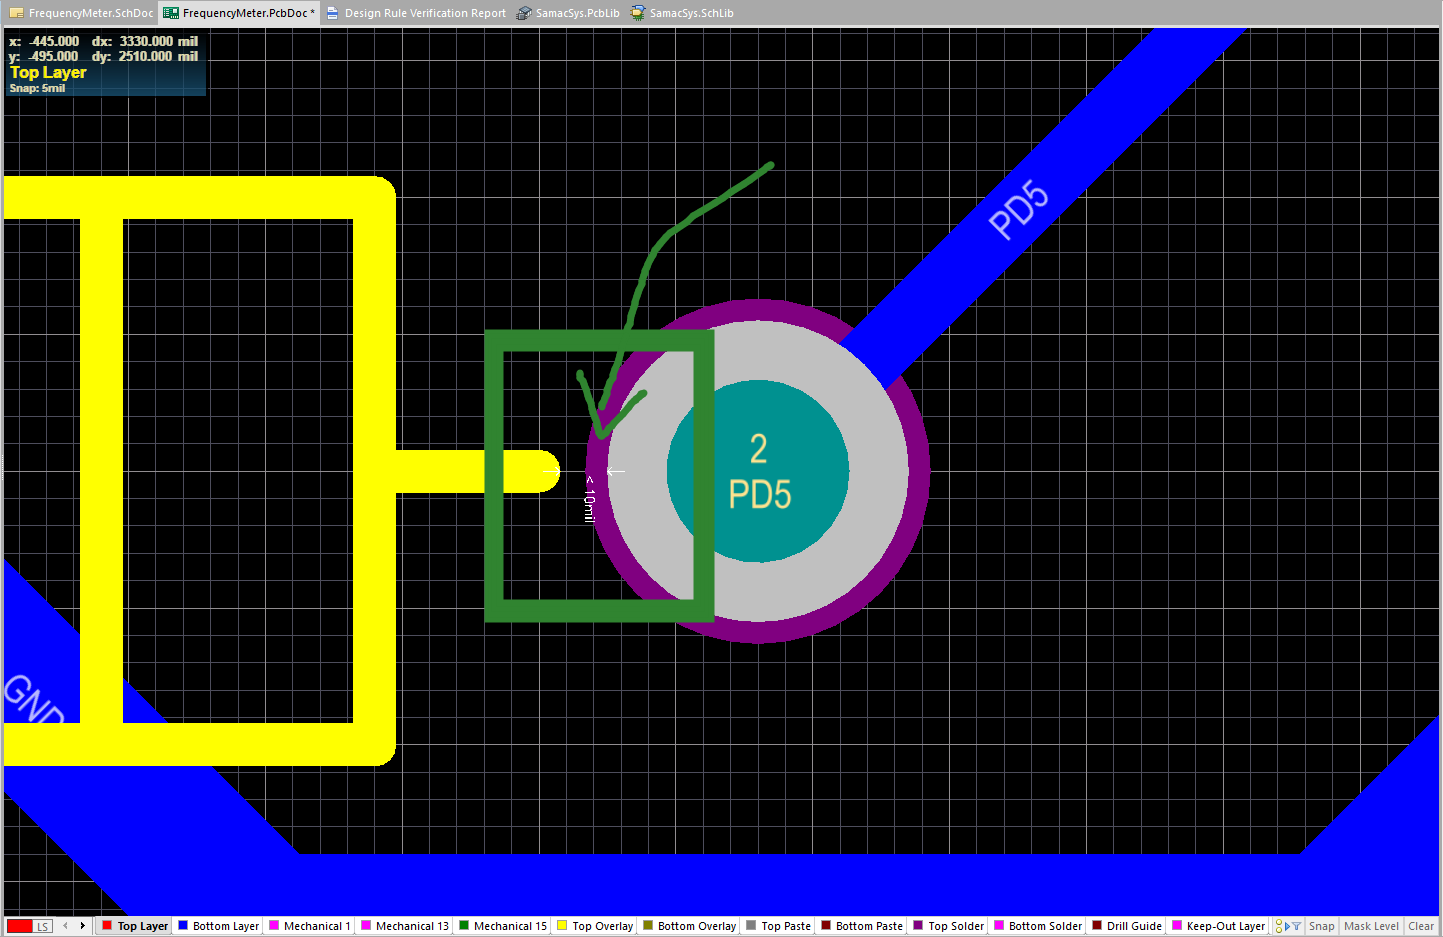 FrequencyMeter.SchDoc FrequencyMeter.PcbDoc * Design Rule Verification Report SamacSys.PcbLib SamacSys.SchLib
x: -445.000 dx: 3330.000 mil
y: -495.000 dy: 2510.000 mil
Top Layer
Snap: 5mil
PD5
2
PD5
< 10mil
GND
LS Top Layer Bottom Layer Mechanical 1 Mechanical 13 Mechanical 15 Top Overlay Bottom Overlay Top Paste Bottom Paste Top Solder Bottom Solder Drill Guide Keep-Out Layer Snap Mask Level Clear